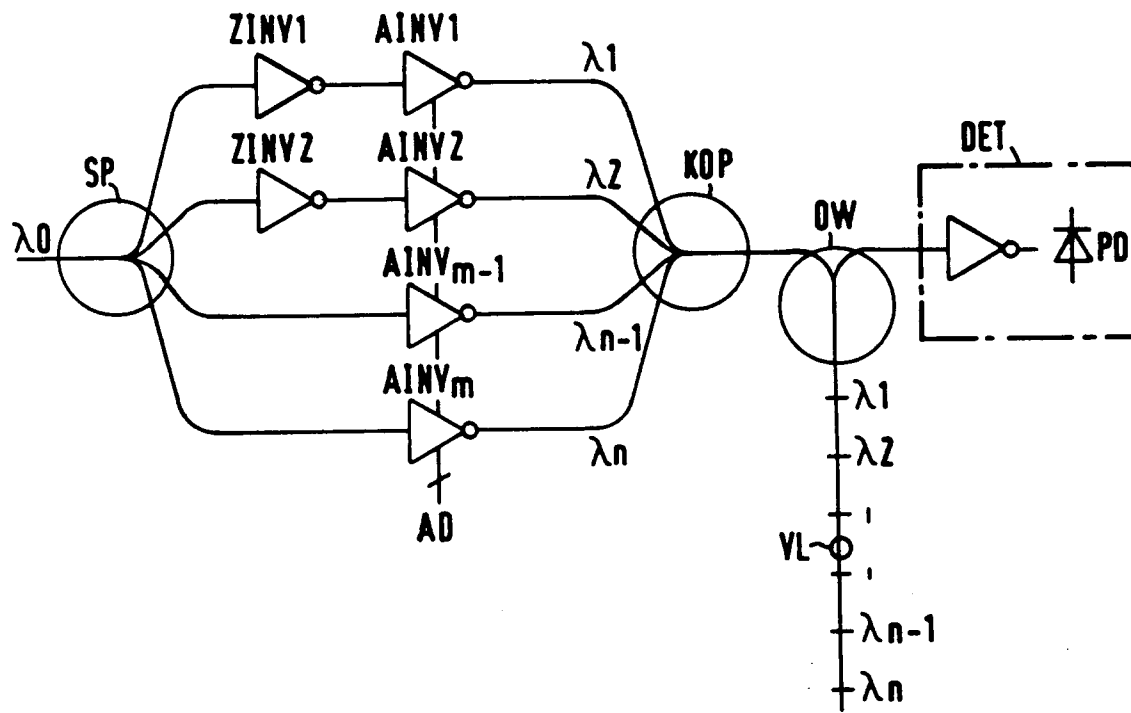 ZINV1 AINV1 λ1
ZINV2 AINV2 λ2
SP KOP DET
λ0 OW
AINVm-1 PD
λn-1
AINVm
λn
λ1
λ2
AD
VL
λn-1
λn